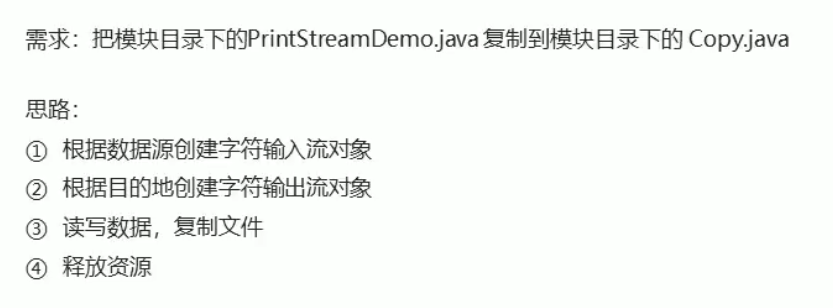 需求：把模块目录下的PrintStreamDemo.java 复制到模块目录下的 Copy.java
思路：
① 根据数据源创建字符输入流对象
② 根据目的地创建字符输出流对象
③ 读写数据，复制文件
④ 释放资源